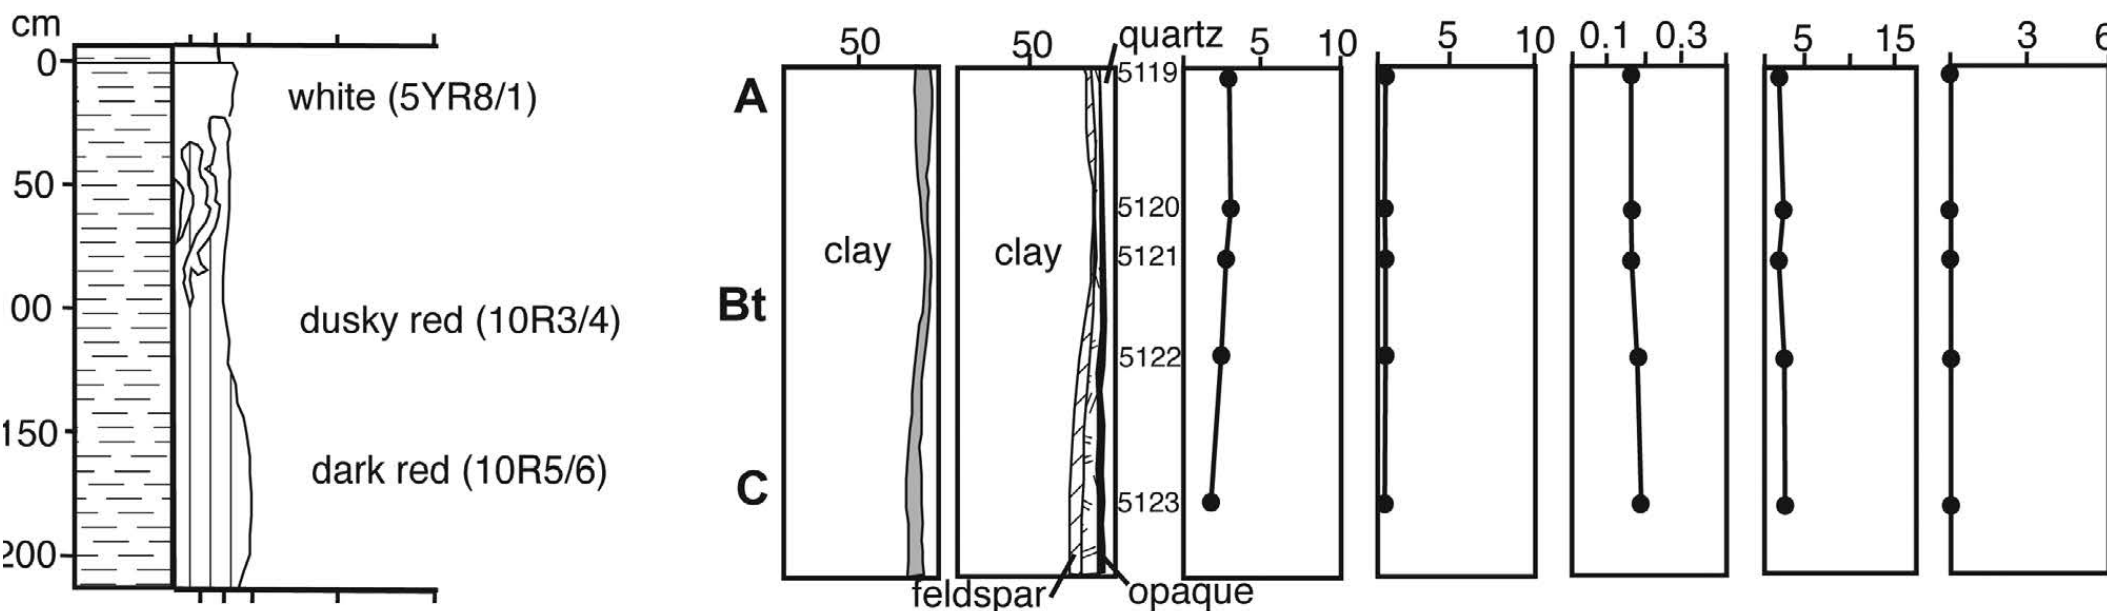 cm
0
50
00
150
200
white (5YR8/1)
dusky red (10R3/4)
dark red (10R5/6)
A
Bt
C
50
clay
50
clay
quartz
feldspar
opaque
5119
5120
5121
5122
5123
5 10
5 10
0.1 0.3
5 15
3 6